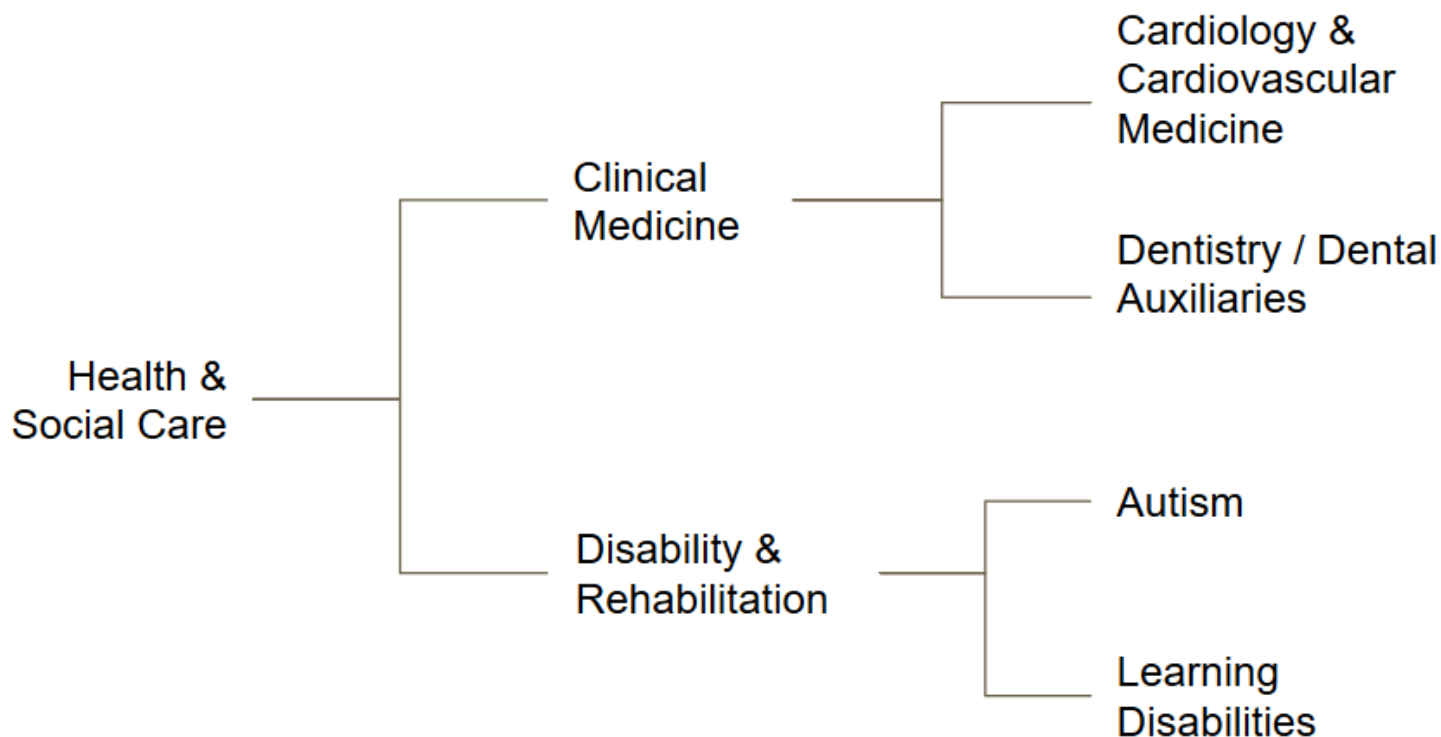 Health &
Social Care
Clinical
Medicine
Cardiology &
Cardiovascular
Medicine
Dentistry / Dental
Auxiliaries
Disability &
Rehabilitation
Autism
Learning
Disabilities